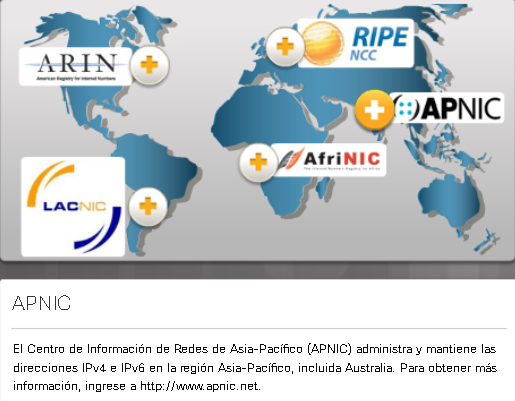 ARIN
American Registry for Internet Numbers
RIPE
NCC
APNIC
AfriNIC
The Internet Numbers Registry for Africa
LACNIC
APNIC
El Centro de Información de Redes de Asia-Pacífico (APNIC) administra y mantiene las
direcciones IPv4 e IPv6 en la región Asia-Pacífico, incluida Australia. Para obtener más
información, ingrese a http://www.apnic.net.